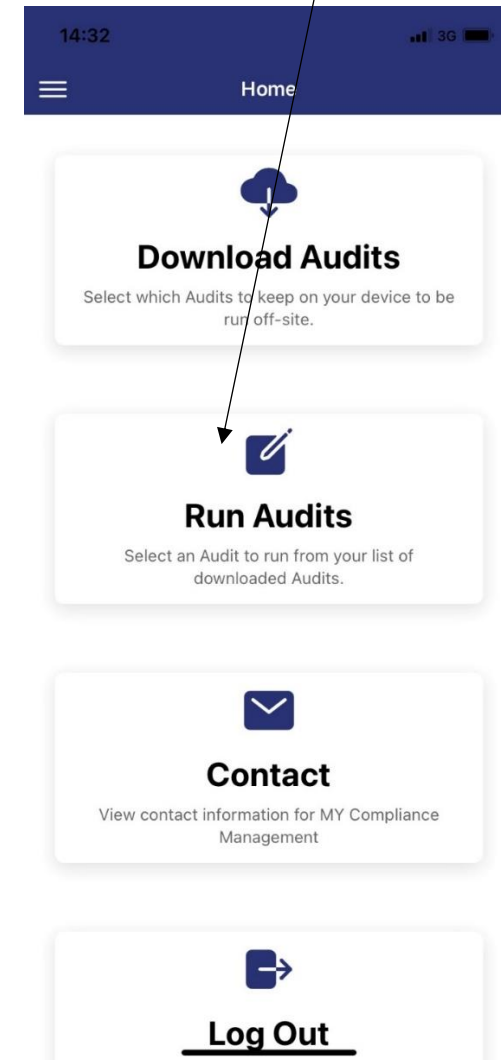 14:32
3G
Home
Download Audits
Select which Audits to keep on your device to be
run off-site.
Run Audits
Select an Audit to run from your list of
downloaded Audits.
Contact
View contact information for MY Compliance
Management
Log Out